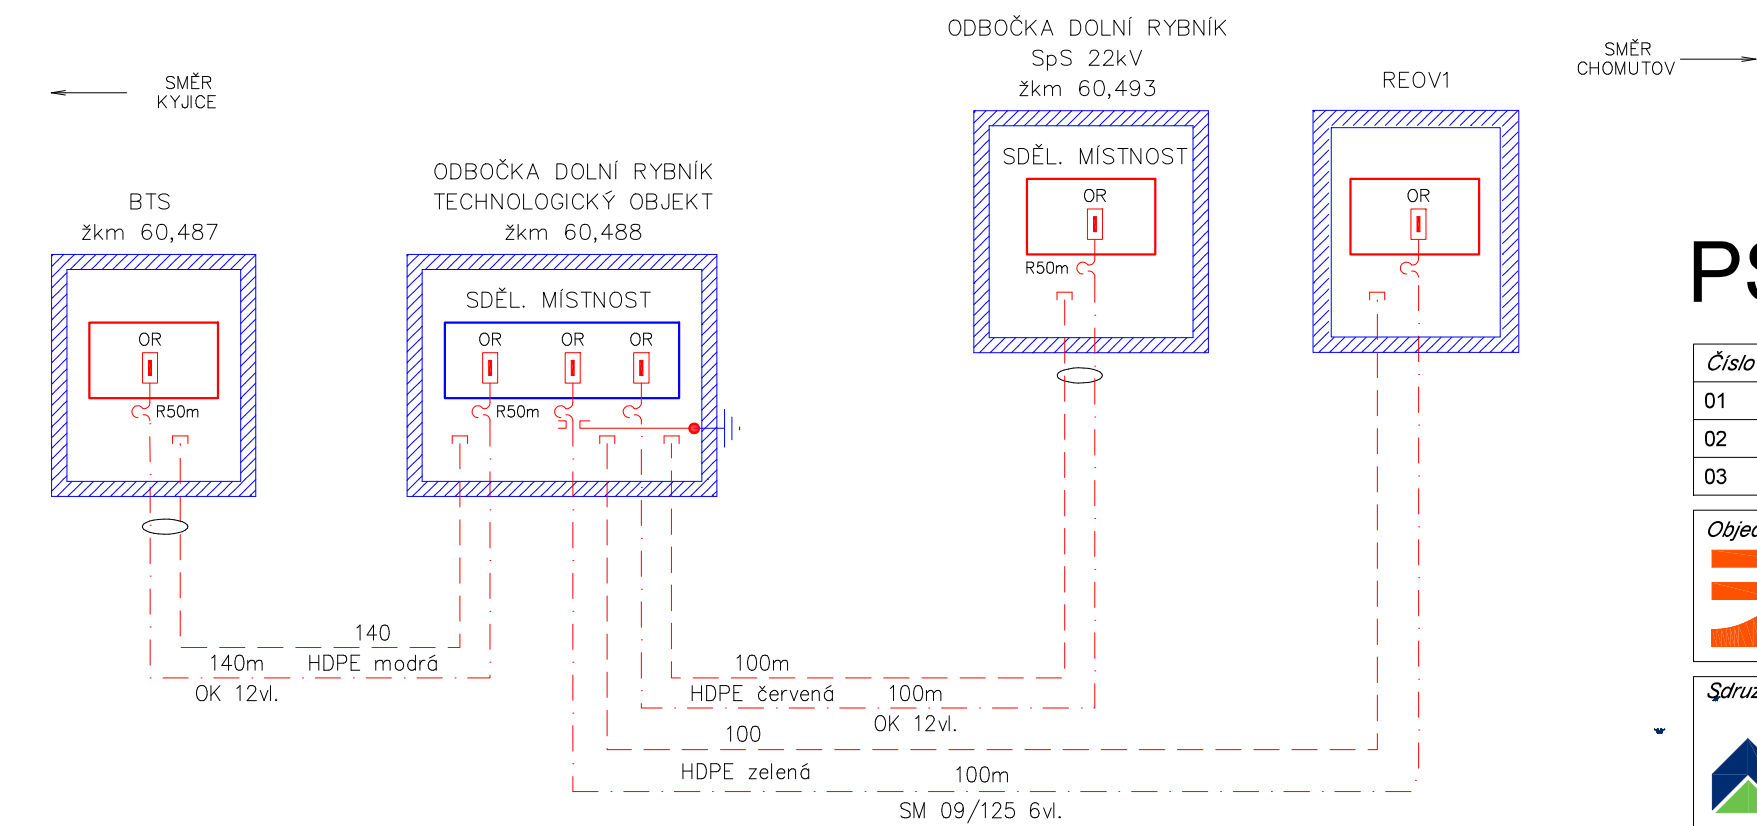 SMĚR
KYJICE
ODBOČKA DOLNÍ RYBNÍK
SpS 22kV
žkm 60,493
REOV1
SMĚR
CHOMUTOV
BTS
žkm 60,487
ODBOČKA DOLNÍ RYBNÍK
TECHNOLOGICKÝ OBJEKT
žkm 60,488
SDĚL. MÍSTNOST
OR
R50m
OR
SDĚL. MÍSTNOST
OR
OR
OR
OR
R50m
R50m
140
140m
HDPE modrá
OK 12vl.
100m
HDPE červená
100m
OK 12vl.
100
HDPE zelená
100m
SM 09/125 6vl.
PS
Číslo
01
02
03
Objec
Sdruž